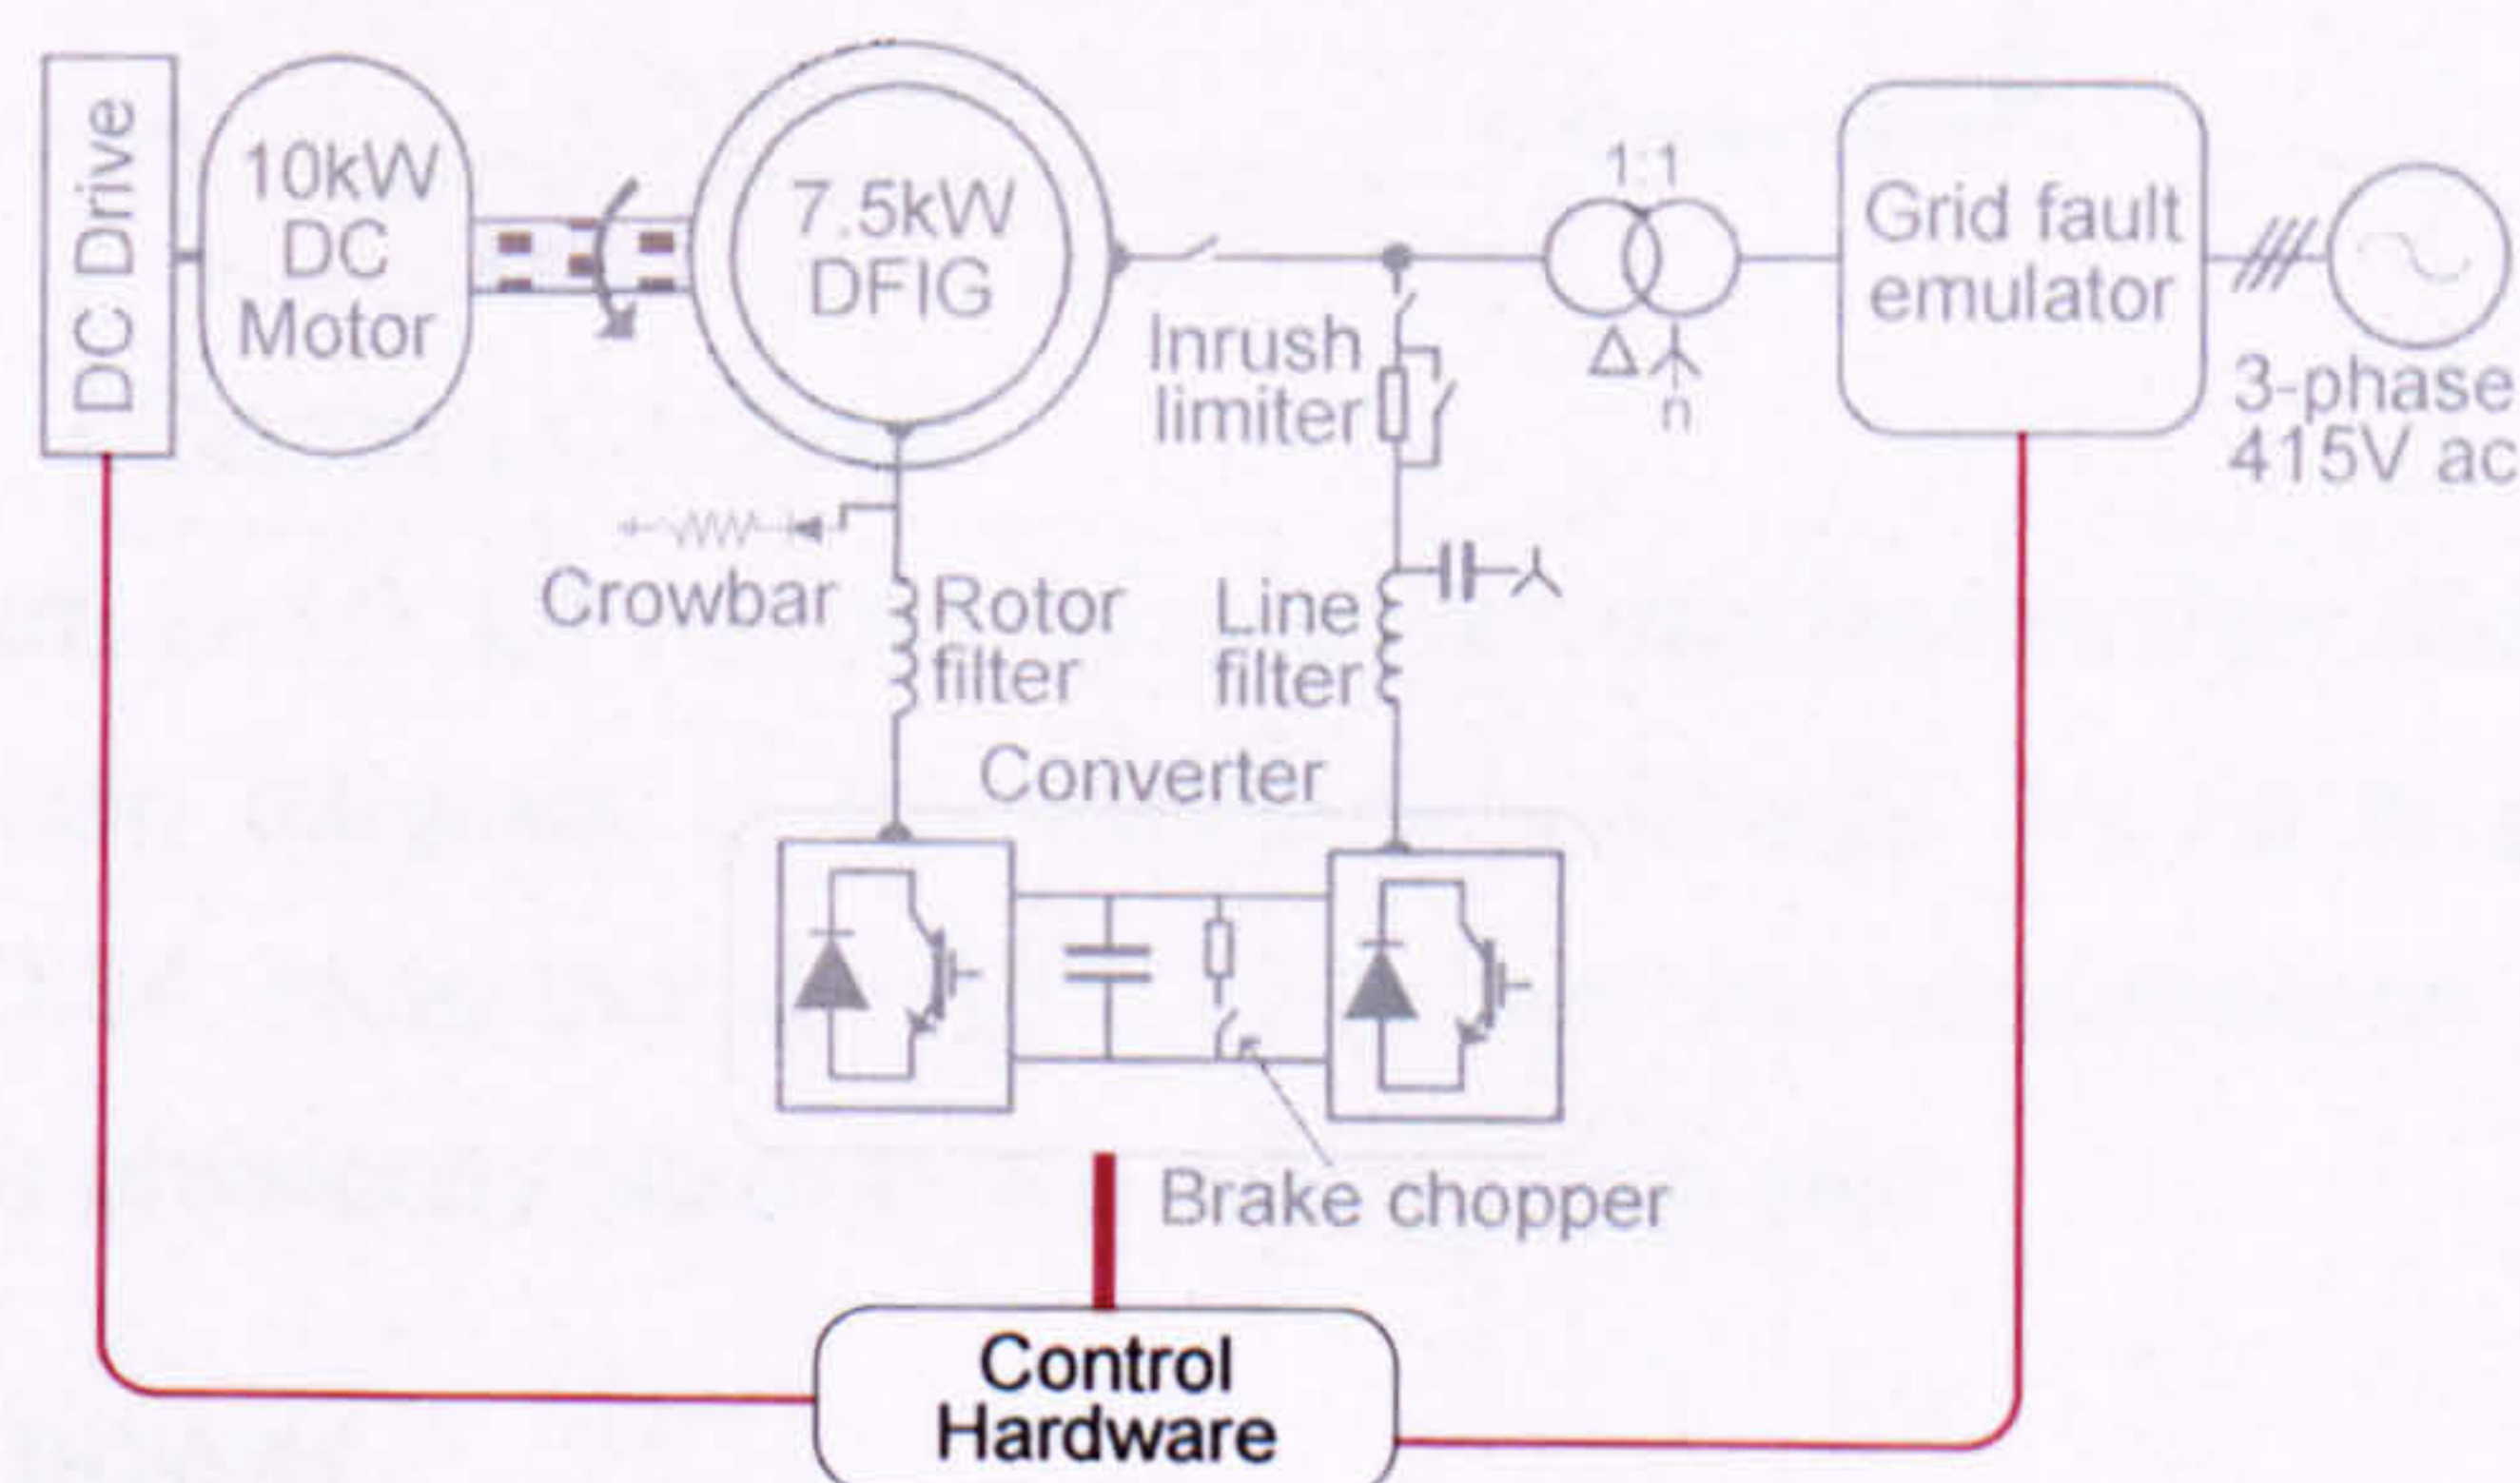 DC Drive
10kW
DC
Motor
7.5kW
DFIG
1:1
Grid fault
emulator
3-phase
415V ac
Δ
n
Inrush
limiter
Crowbar
Rotor
filter
Line
filter
Converter
Brake chopper
Control
Hardware